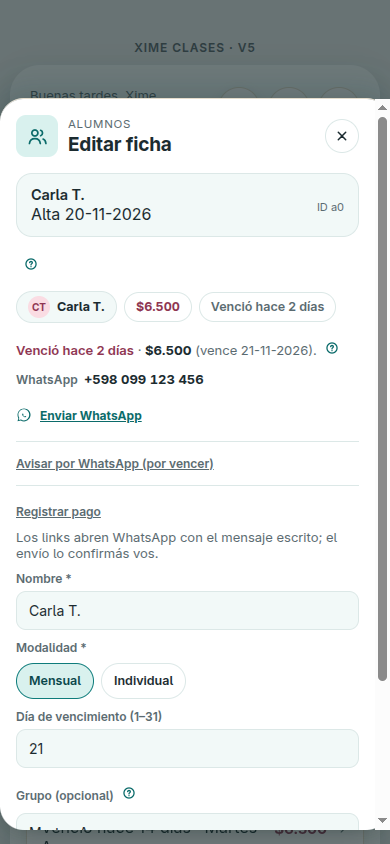 XIME CLASES · V5
Buenas tardes, Xime
ALUMNOS
Editar ficha
Carla T.
Alta 20-11-2026
ID a0
CT Carla T.
$6.500
Venció hace 2 días
Venció hace 2 días · $6.500 (vence 21-11-2026).
WhatsApp +598 099 123 456
Enviar WhatsApp
Avisar por WhatsApp (por vencer)
Registrar pago
Los links abren WhatsApp con el mensaje escrito; el
envío lo confirmás vos.
Nombre *
Carla T.
Modalidad *
Mensual
Individual
Día de vencimiento (1–31)
21
Grupo (opcional)